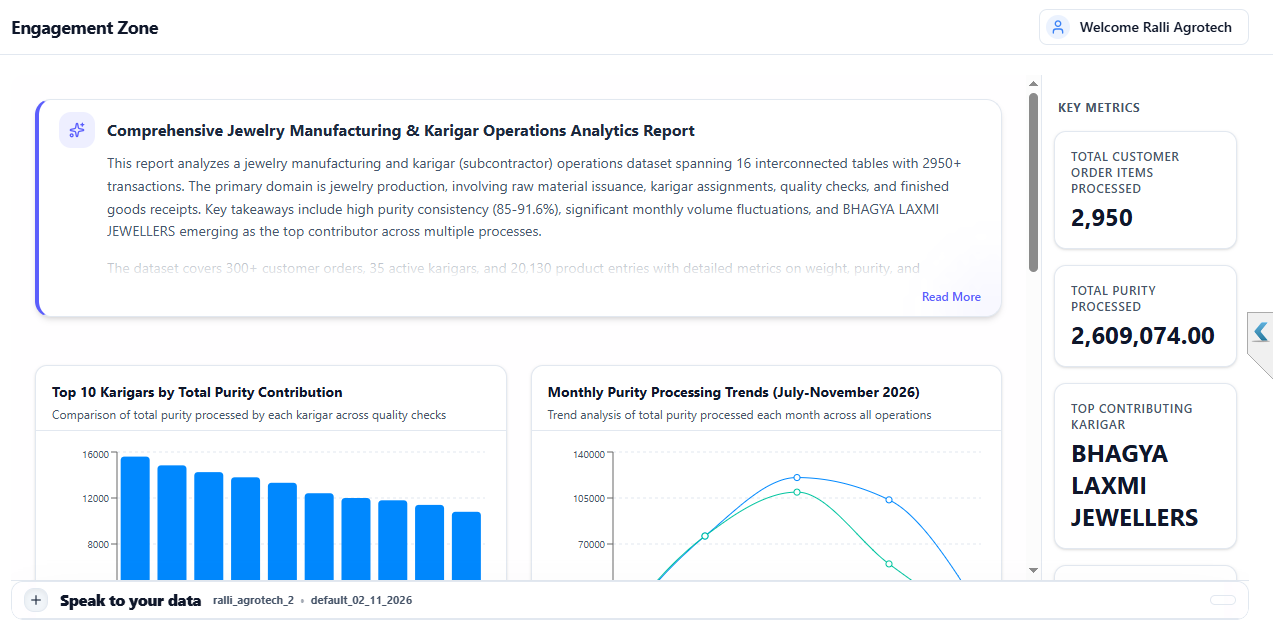 Engagement Zone
Welcome Ralli Agrotech
Comprehensive Jewelry Manufacturing & Karigar Operations Analytics Report
This report analyzes a jewelry manufacturing and karigar (subcontractor) operations dataset spanning 16 interconnected tables with 2950+
transactions. The primary domain is jewelry production, involving raw material issuance, karigar assignments, quality checks, and finished
goods receipts. Key takeaways include high purity consistency (85-91.6%), significant monthly volume fluctuations, and BHAGYA LAXMI
JEWELLERS emerging as the top contributor across multiple processes.
The dataset covers 300+ customer orders, 35 active karigars, and 20,130 product entries with detailed metrics on weight, purity, and
Read More
Top 10 Karigars by Total Purity Contribution
Comparison of total purity processed by each karigar across quality checks
16000
12000
8000
Monthly Purity Processing Trends (July-November 2026)
Trend analysis of total purity processed each month across all operations
140000
105000
70000
KEY METRICS
TOTAL CUSTOMER
ORDER ITEMS
PROCESSED
2,950
TOTAL PURITY
PROCESSED
2,609,074.00
TOP CONTRIBUTING
KARIGAR
BHAGYA
LAXMI
JEWELLERS
Speak to your data ralli_agrotech_2 • default_02_11_2026